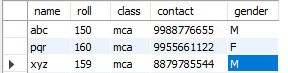 name roll class contact gender
abc 150 mca 9988776655 M
pqr 160 mca 9955661122 F
xyz 159 mca 8879785544 M